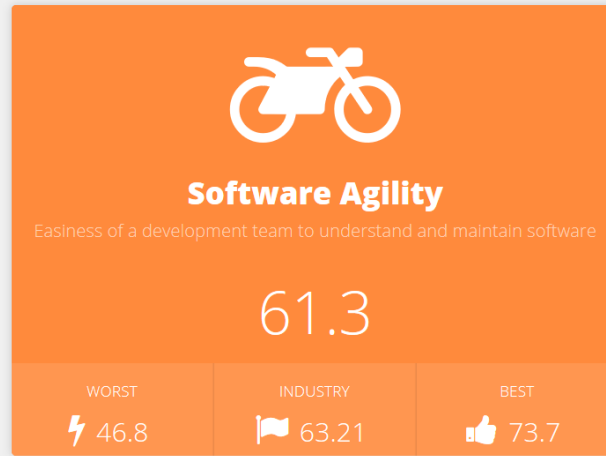 Software Agility
Easiness of a development team to understand and maintain software
61.3
WORST INDUSTRY BEST
46.8 63.21 73.7